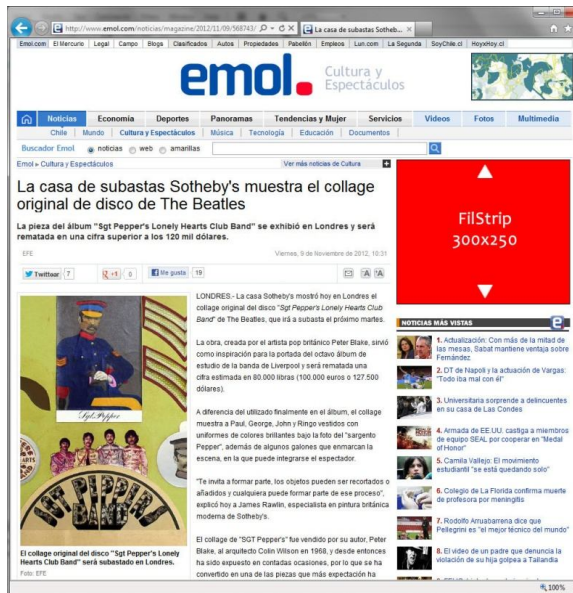 http://www.emol.com/noticias/magazine/2012/11/09/568743/
La casa de subastas Sotheb...
Emol.com El Mercurio Legal Campo Blogs Clasificados Autos Propiedades Pabellón Empleos Lun.com La Segunda SoyChile.cl HoyxHoy.cl
emol. Cultura y
Espectáculos
Noticias Economía Deportes Panoramas Tendencias y Mujer Servicios Videos Fotos Multimedia
Chile Mundo Cultura y Espectáculos Música Tecnología Educación Documentos
Buscador Emol noticias web amarillas
Emol » Cultura y Espectáculos Ver más noticias de Cultura
La casa de subastas Sotheby's muestra el collage
original de disco de The Beatles
La pieza del álbum "Sgt Pepper's Lonely Hearts Club Band" se exhibió en Londres y será
rematada en una cifra superior a los 120 mil dólares.
EFE Viernes, 9 de Noviembre de 2012, 10:31
Twittear 7 +1 0 Me gusta 19
LONDRES.- La casa Sotheby's mostró hoy en Londres el
collage original del disco "Sgt Pepper's Lonely Hearts Club
Band" de The Beatles, que irá a subasta el próximo martes.
La obra, creada por el artista pop británico Peter Blake, sirvió
como inspiración para la portada del octavo álbum de
estudio de la banda de Liverpool y será rematada una
cifra estimada en 80.000 libras (100.000 euros o 127.500
dólares).
A diferencia del utilizado finalmente en el álbum, el collage
muestra a Paul, George, John y Ringo vestidos con
uniformes de colores brillantes bajo la foto del "sargento
Pepper", además de algunos galones que enmarcan la
escena, en la que puede integrarse el espectador.
"Te invita a formar parte, los objetos pueden ser recortados o
añadidos y cualquiera puede formar parte de ese proceso",
explicó hoy a James Rawlin, especialista en pintura británica
moderna de Sotheby's.
El collage de "SGT Pepper's" fue vendido por su autor, Peter
Blake, al arquitecto Colin Wilson en 1968, y desde entonces
ha sido expuesto en contadas ocasiones, por lo que se ha
convertido en una de las piezas que más expectación ha
Sgt. Pepper
SGT PEPPERS
BAND
El collage original del disco "Sgt Pepper's Lonely
Hearts Club Band" será subastado en Londres.
Foto: EFE
FilStrip
300x250
NOTICIAS MÁS VISTAS
1. Actualización: Con más de la mitad de
las mesas, Sabat mantiene ventaja sobre
Fernández
2. DT de Napoli y la actuación de Vargas:
"Todo iba mal con él"
3. Universitaria sorprende a delincuentes
en su casa de Las Condes
4. Armada de EE.UU. castiga a miembros
de equipo SEAL por cooperar en "Medal
of Honor"
5. Camila Vallejo: El movimiento
estudiantil "se está quedando solo"
6. Colegio de La Florida confirma muerte
de profesora por meningitis
7. Rodolfo Arruabarrena dice que
Pellegrini es "el mejor técnico del mundo"
8. El video de un padre que denuncia la
violación de su hija golpea a Tailandia
100%